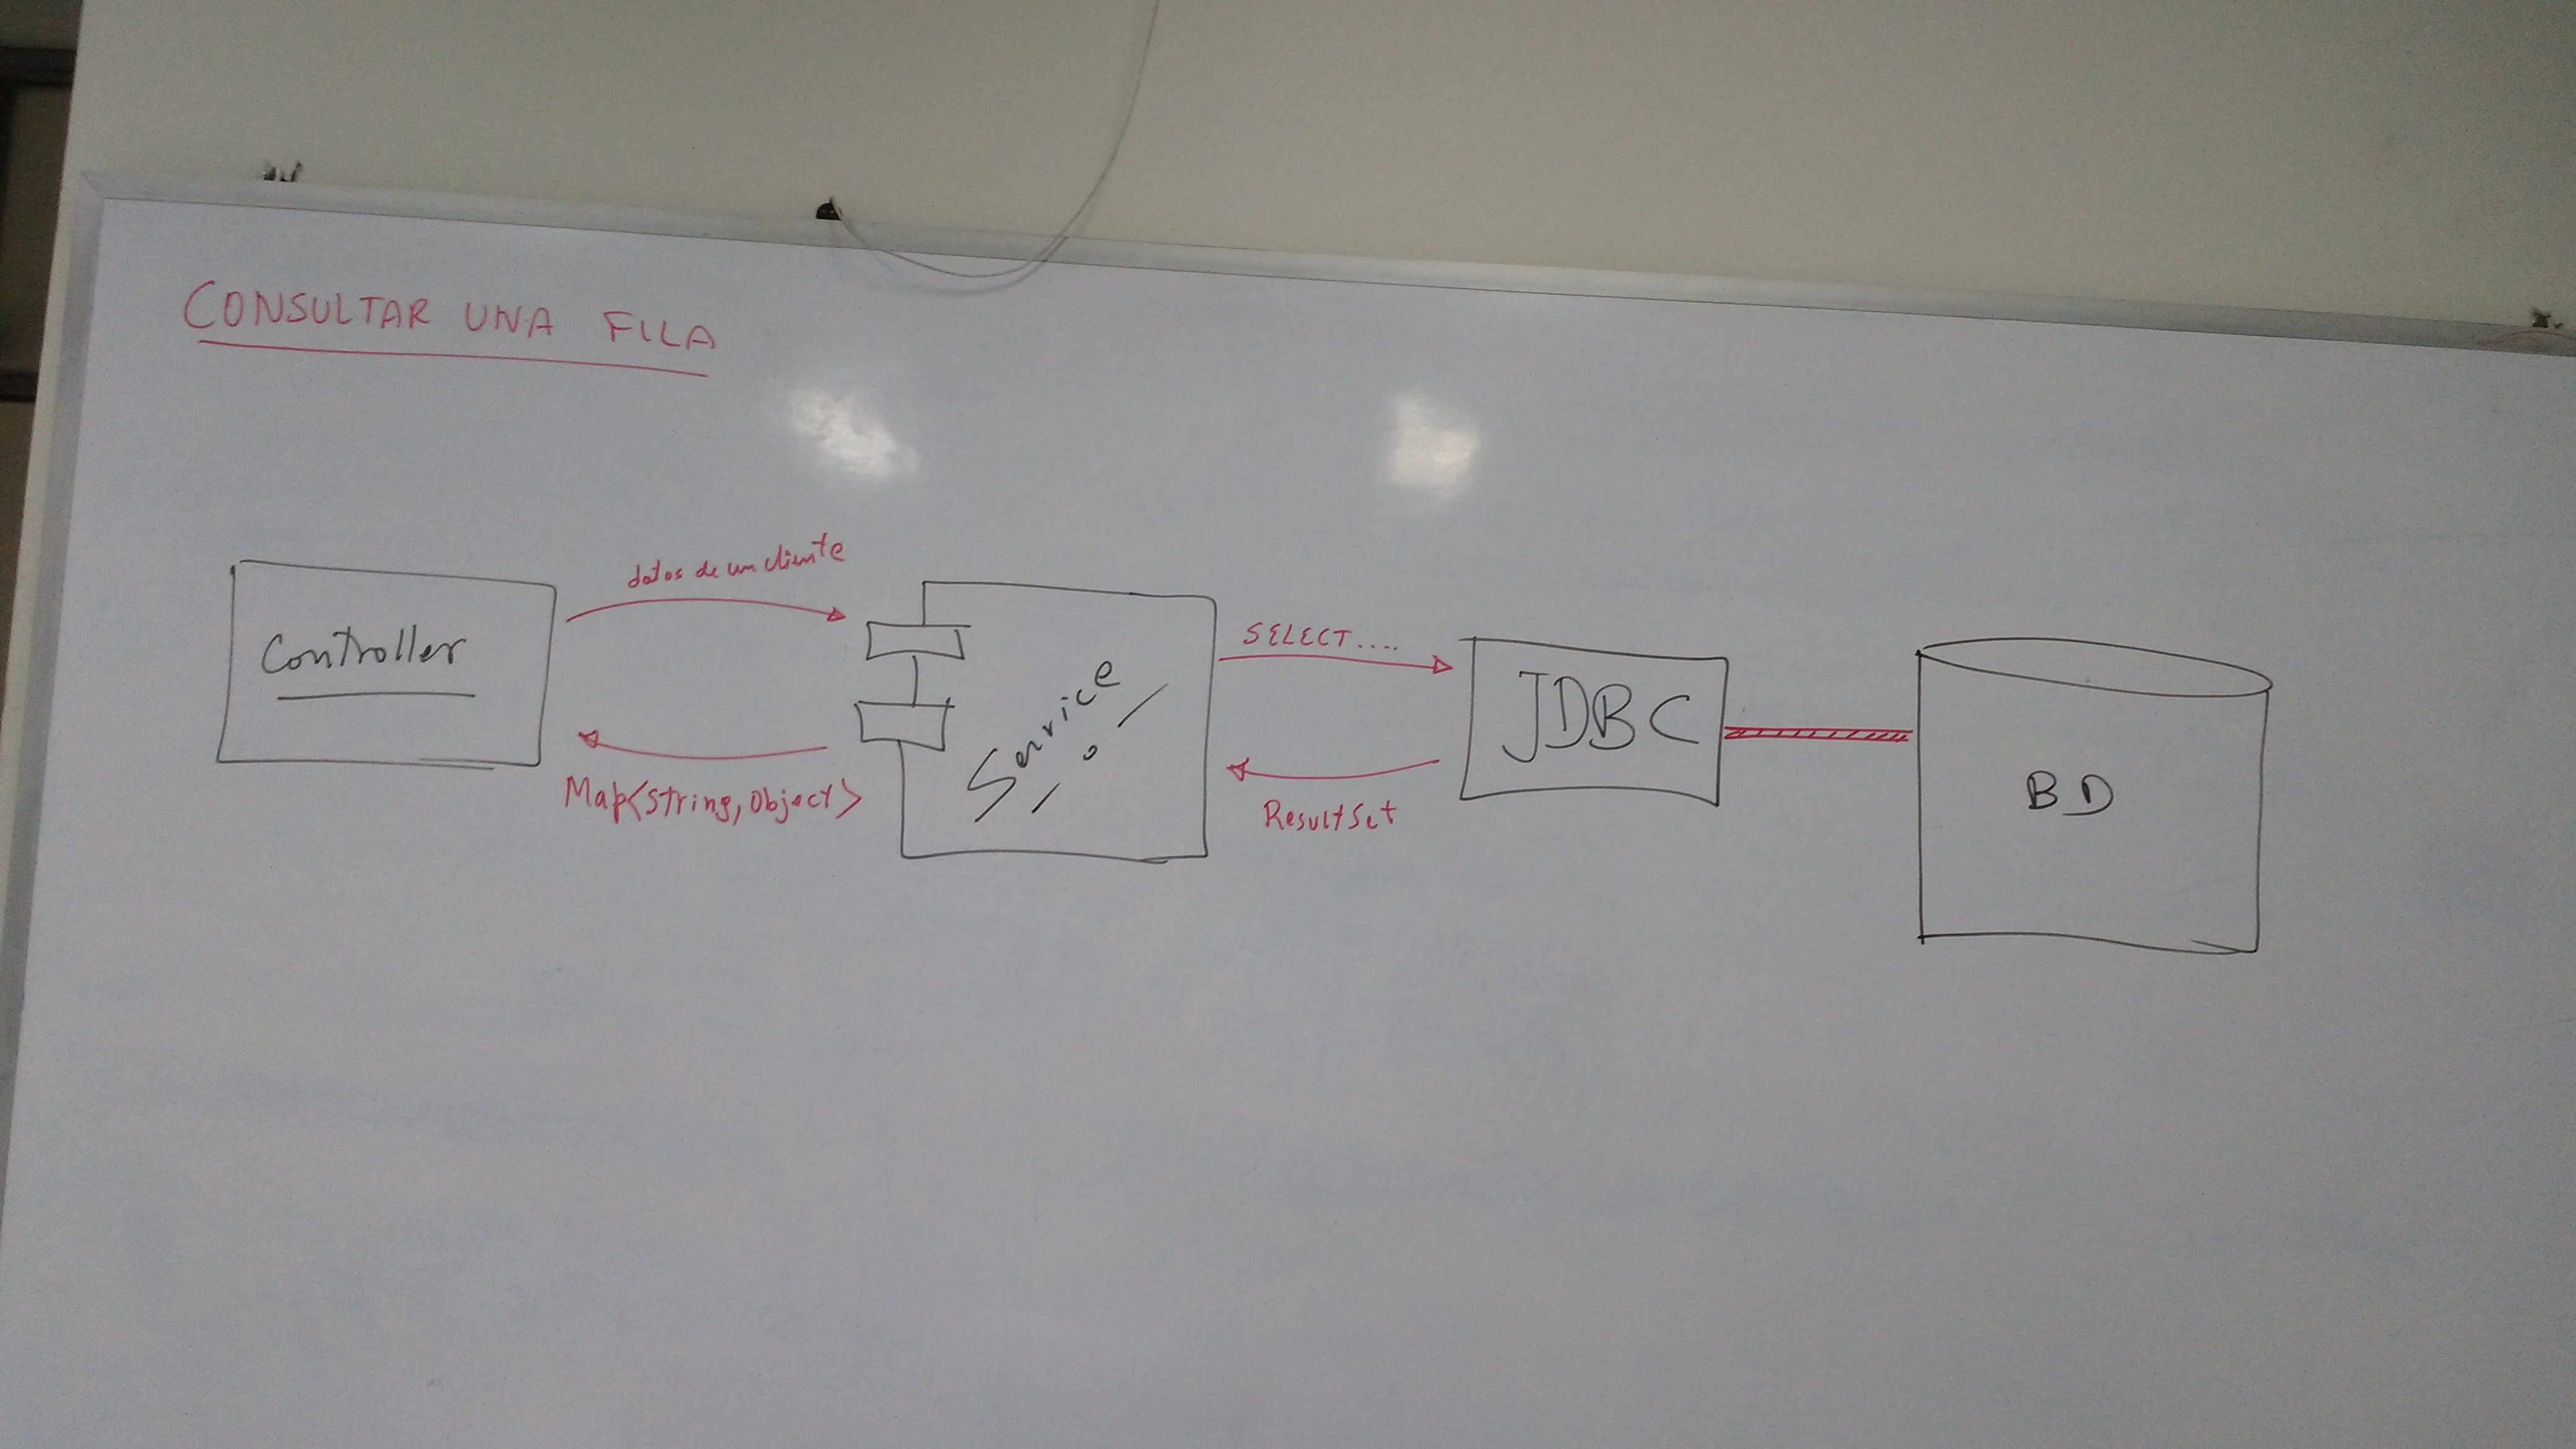 CONSULTAR UNA FILA
datos de un cliente
Controller
Map<String, Object>
Service
SELECT....
ResultSet
JDBC
BD